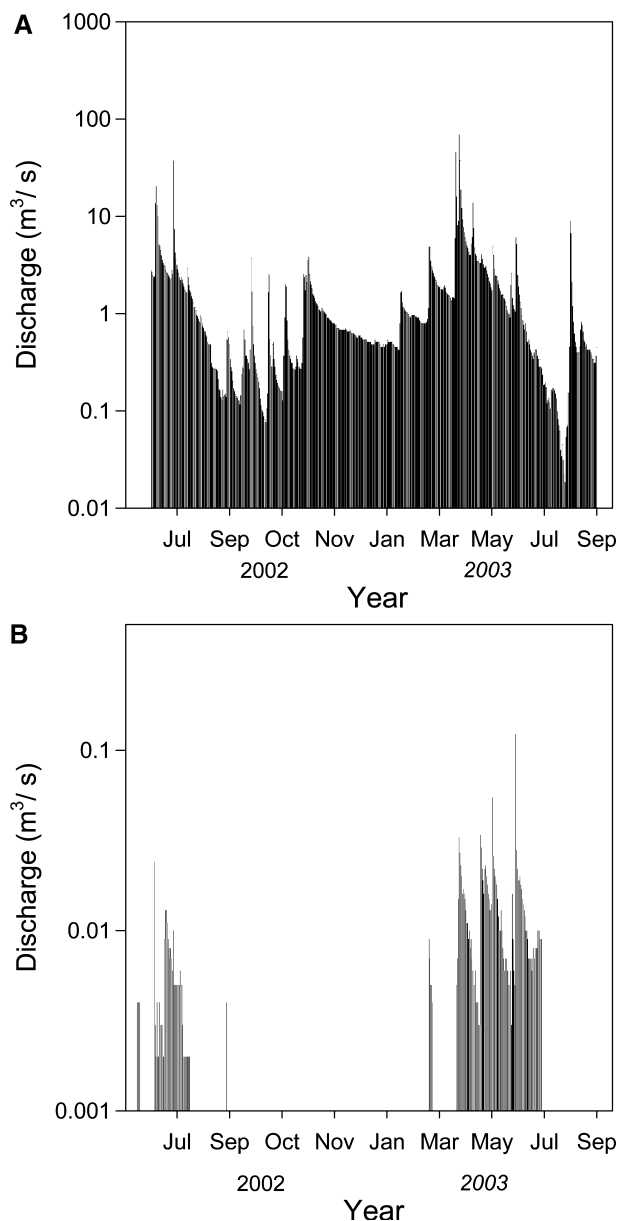 A
1000
100
10
1
0.1
0.01
Discharge (m³/ s)
Jul Sep Oct Nov Jan Mar May Jul Sep
2002 2003
Year
B
0.1
0.01
0.001
Discharge (m³/ s)
Jul Sep Oct Nov Jan Mar May Jul Sep
2002 2003
Year